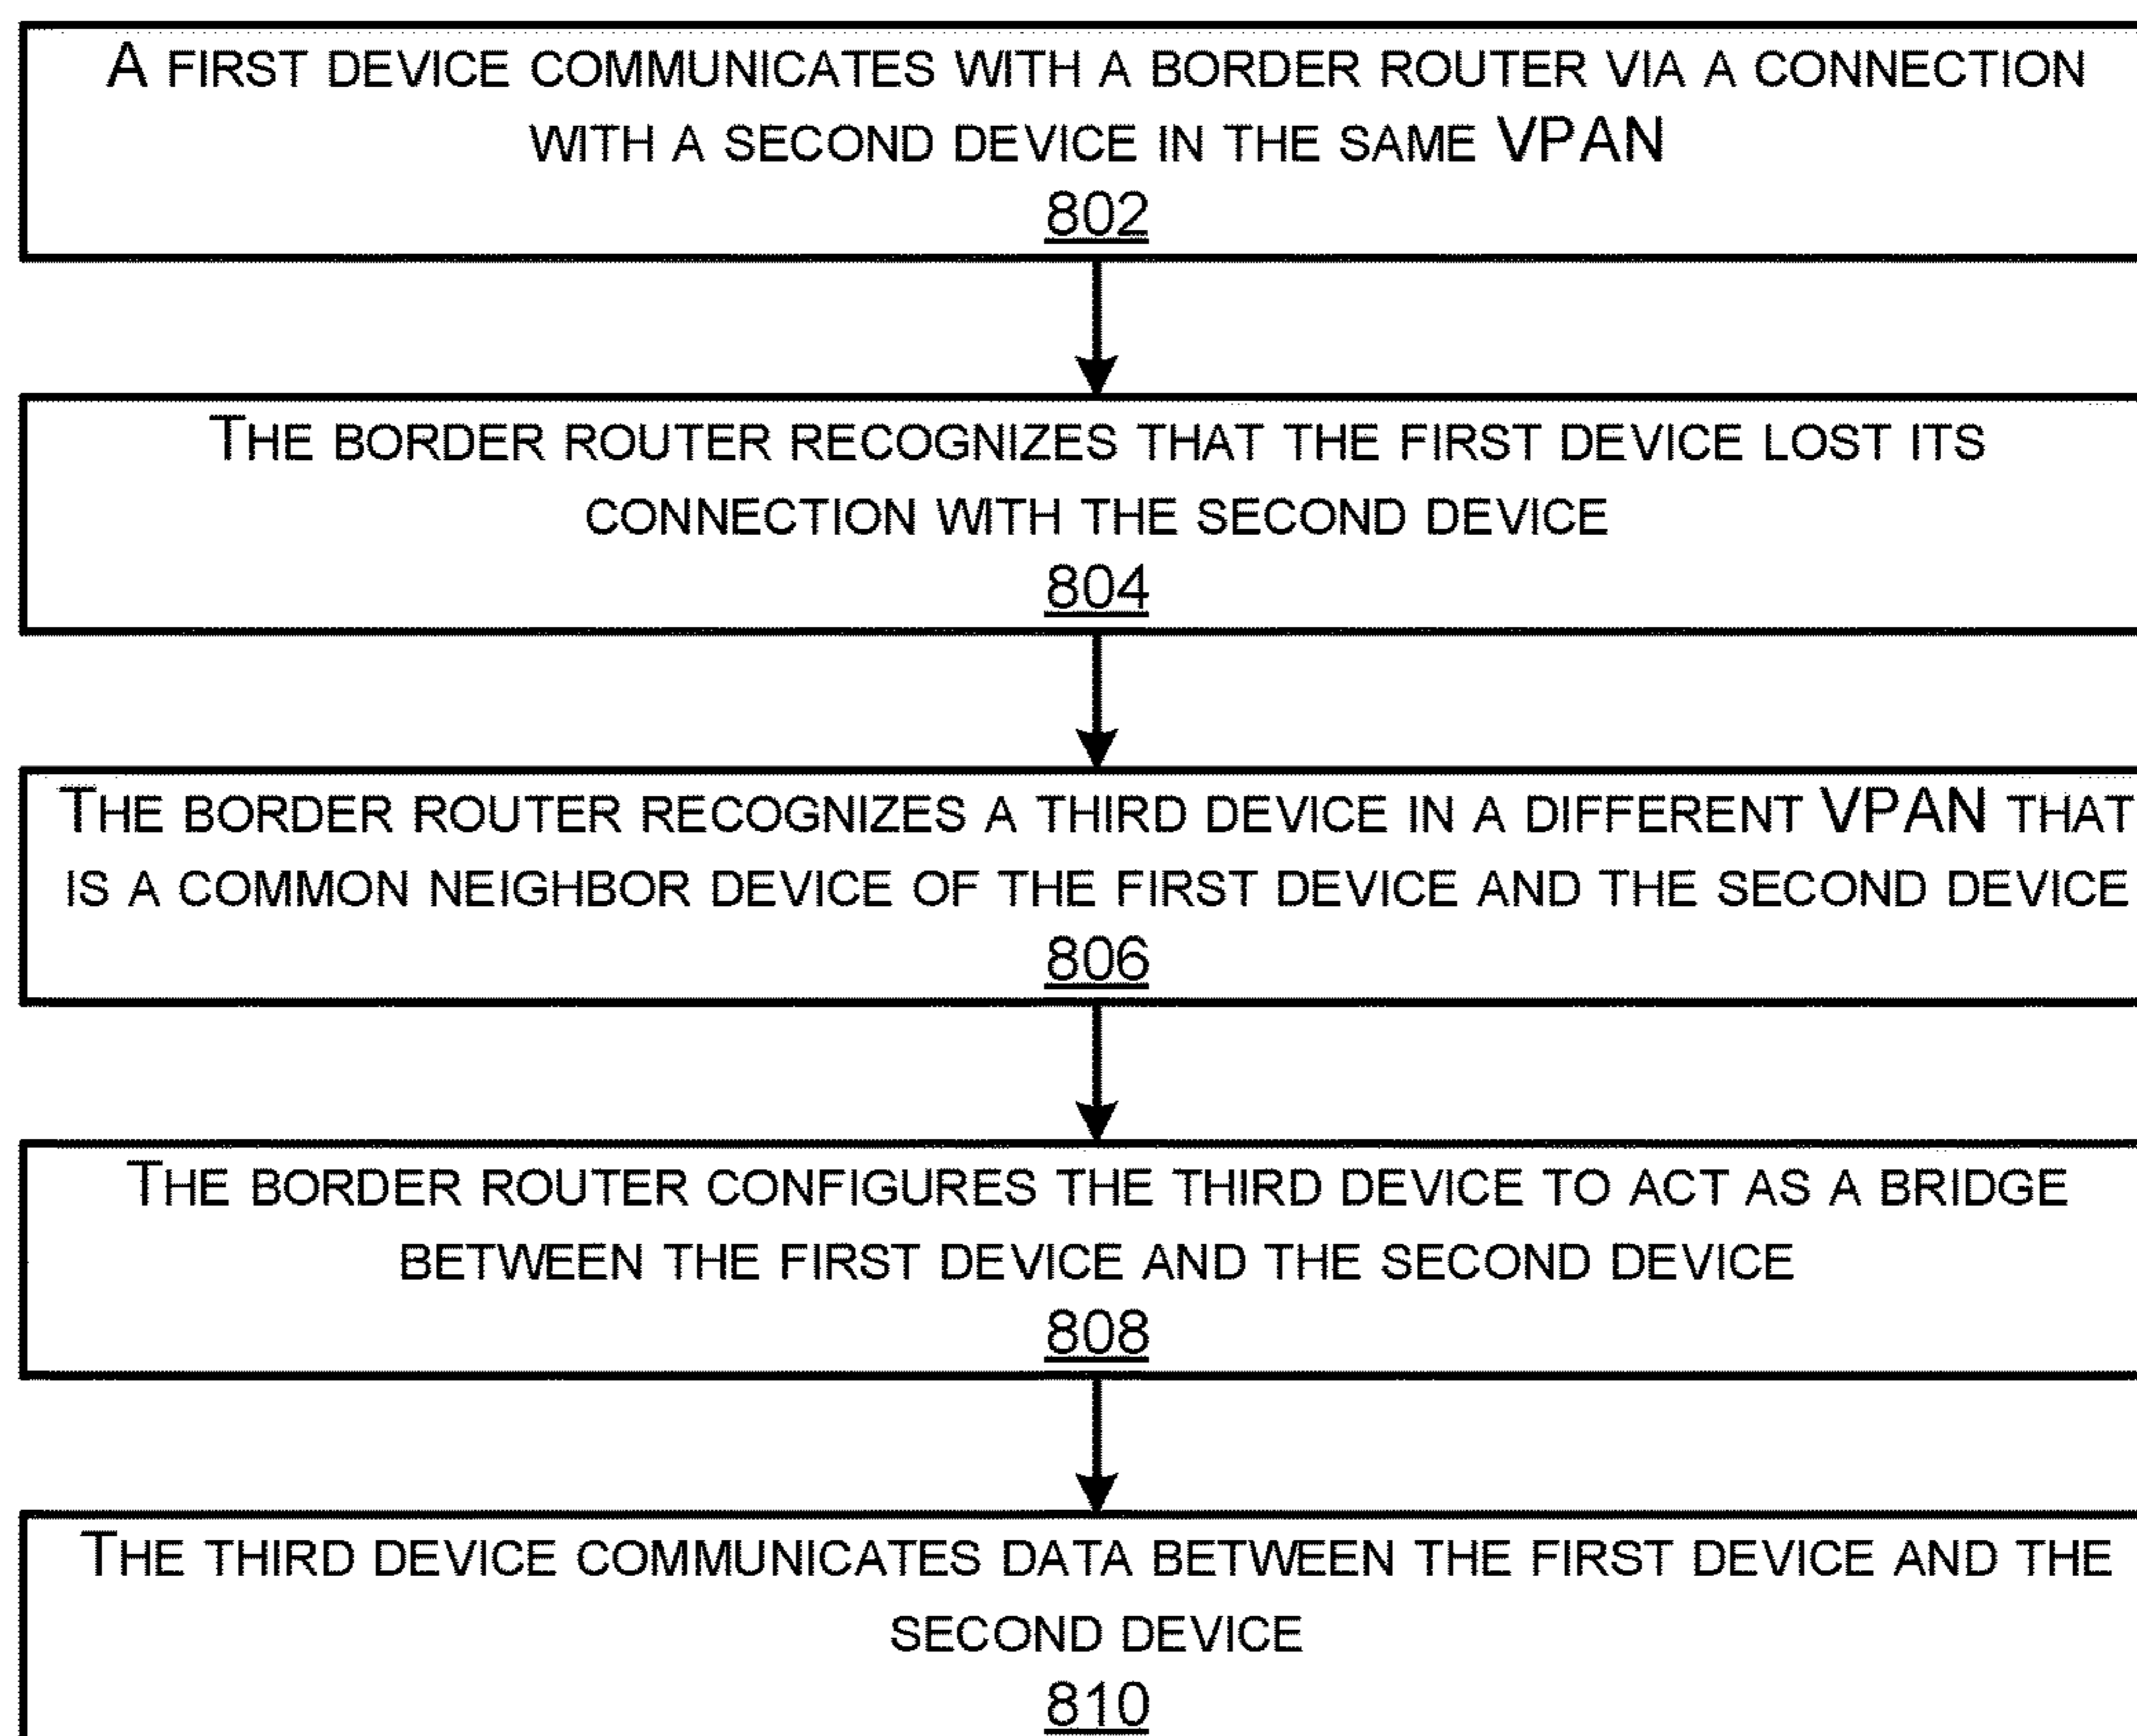 A FIRST DEVICE COMMUNICATES WITH A BORDER ROUTER VIA A CONNECTION
WITH A SECOND DEVICE IN THE SAME VPAN
802
THE BORDER ROUTER RECOGNIZES THAT THE FIRST DEVICE LOST ITS
CONNECTION WITH THE SECOND DEVICE
804
THE BORDER ROUTER RECOGNIZES A THIRD DEVICE IN A DIFFERENT VPAN THAT
IS A COMMON NEIGHBOR DEVICE OF THE FIRST DEVICE AND THE SECOND DEVICE
806
THE BORDER ROUTER CONFIGURES THE THIRD DEVICE TO ACT AS A BRIDGE
BETWEEN THE FIRST DEVICE AND THE SECOND DEVICE
808
THE THIRD DEVICE COMMUNICATES DATA BETWEEN THE FIRST DEVICE AND THE
SECOND DEVICE
810